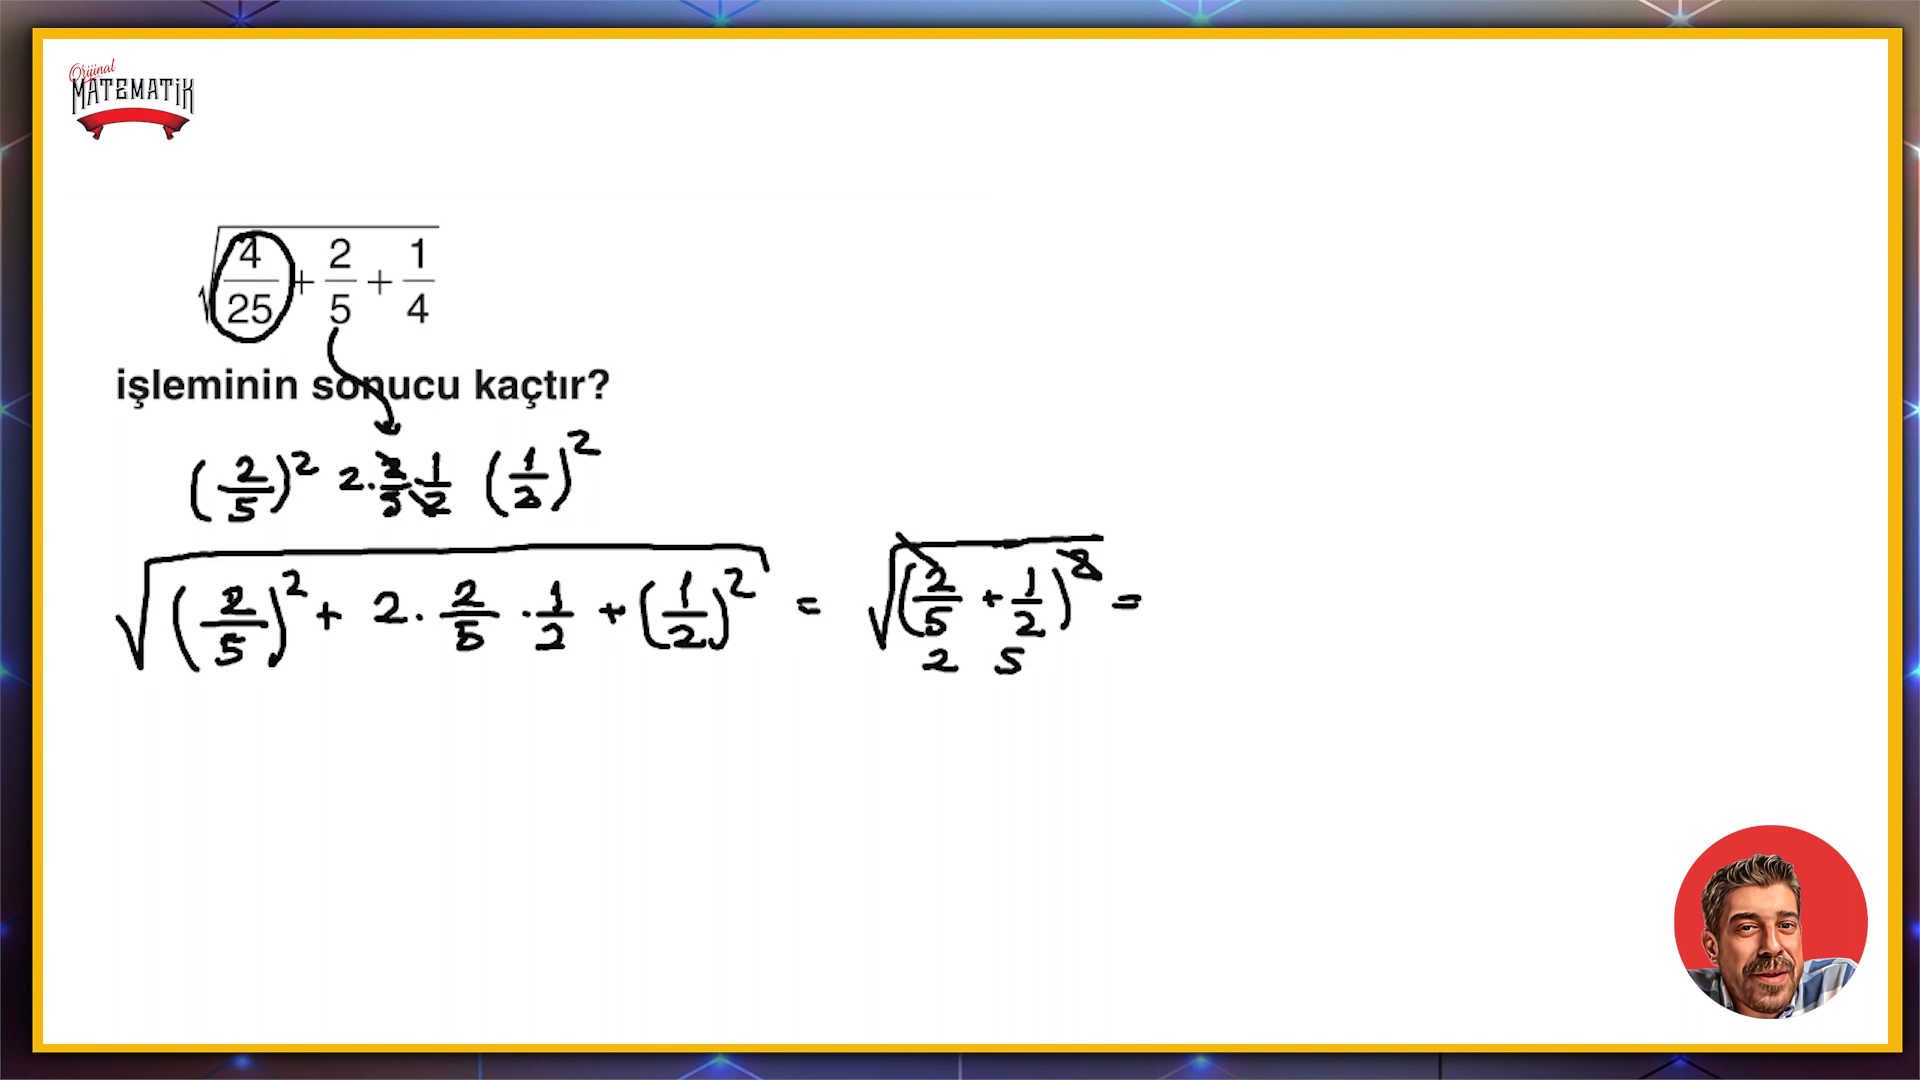 Orijinal
MATEMATİK
√(4/25 + 2/5 + 1/4)
işleminin sonucu kaçtır?
(2/5)² 2·2/5·1/2 (1/2)²
√((2/5)² + 2·2/5·1/2 + (1/2)²) = √((2/5 + 1/2)²) =
2 5